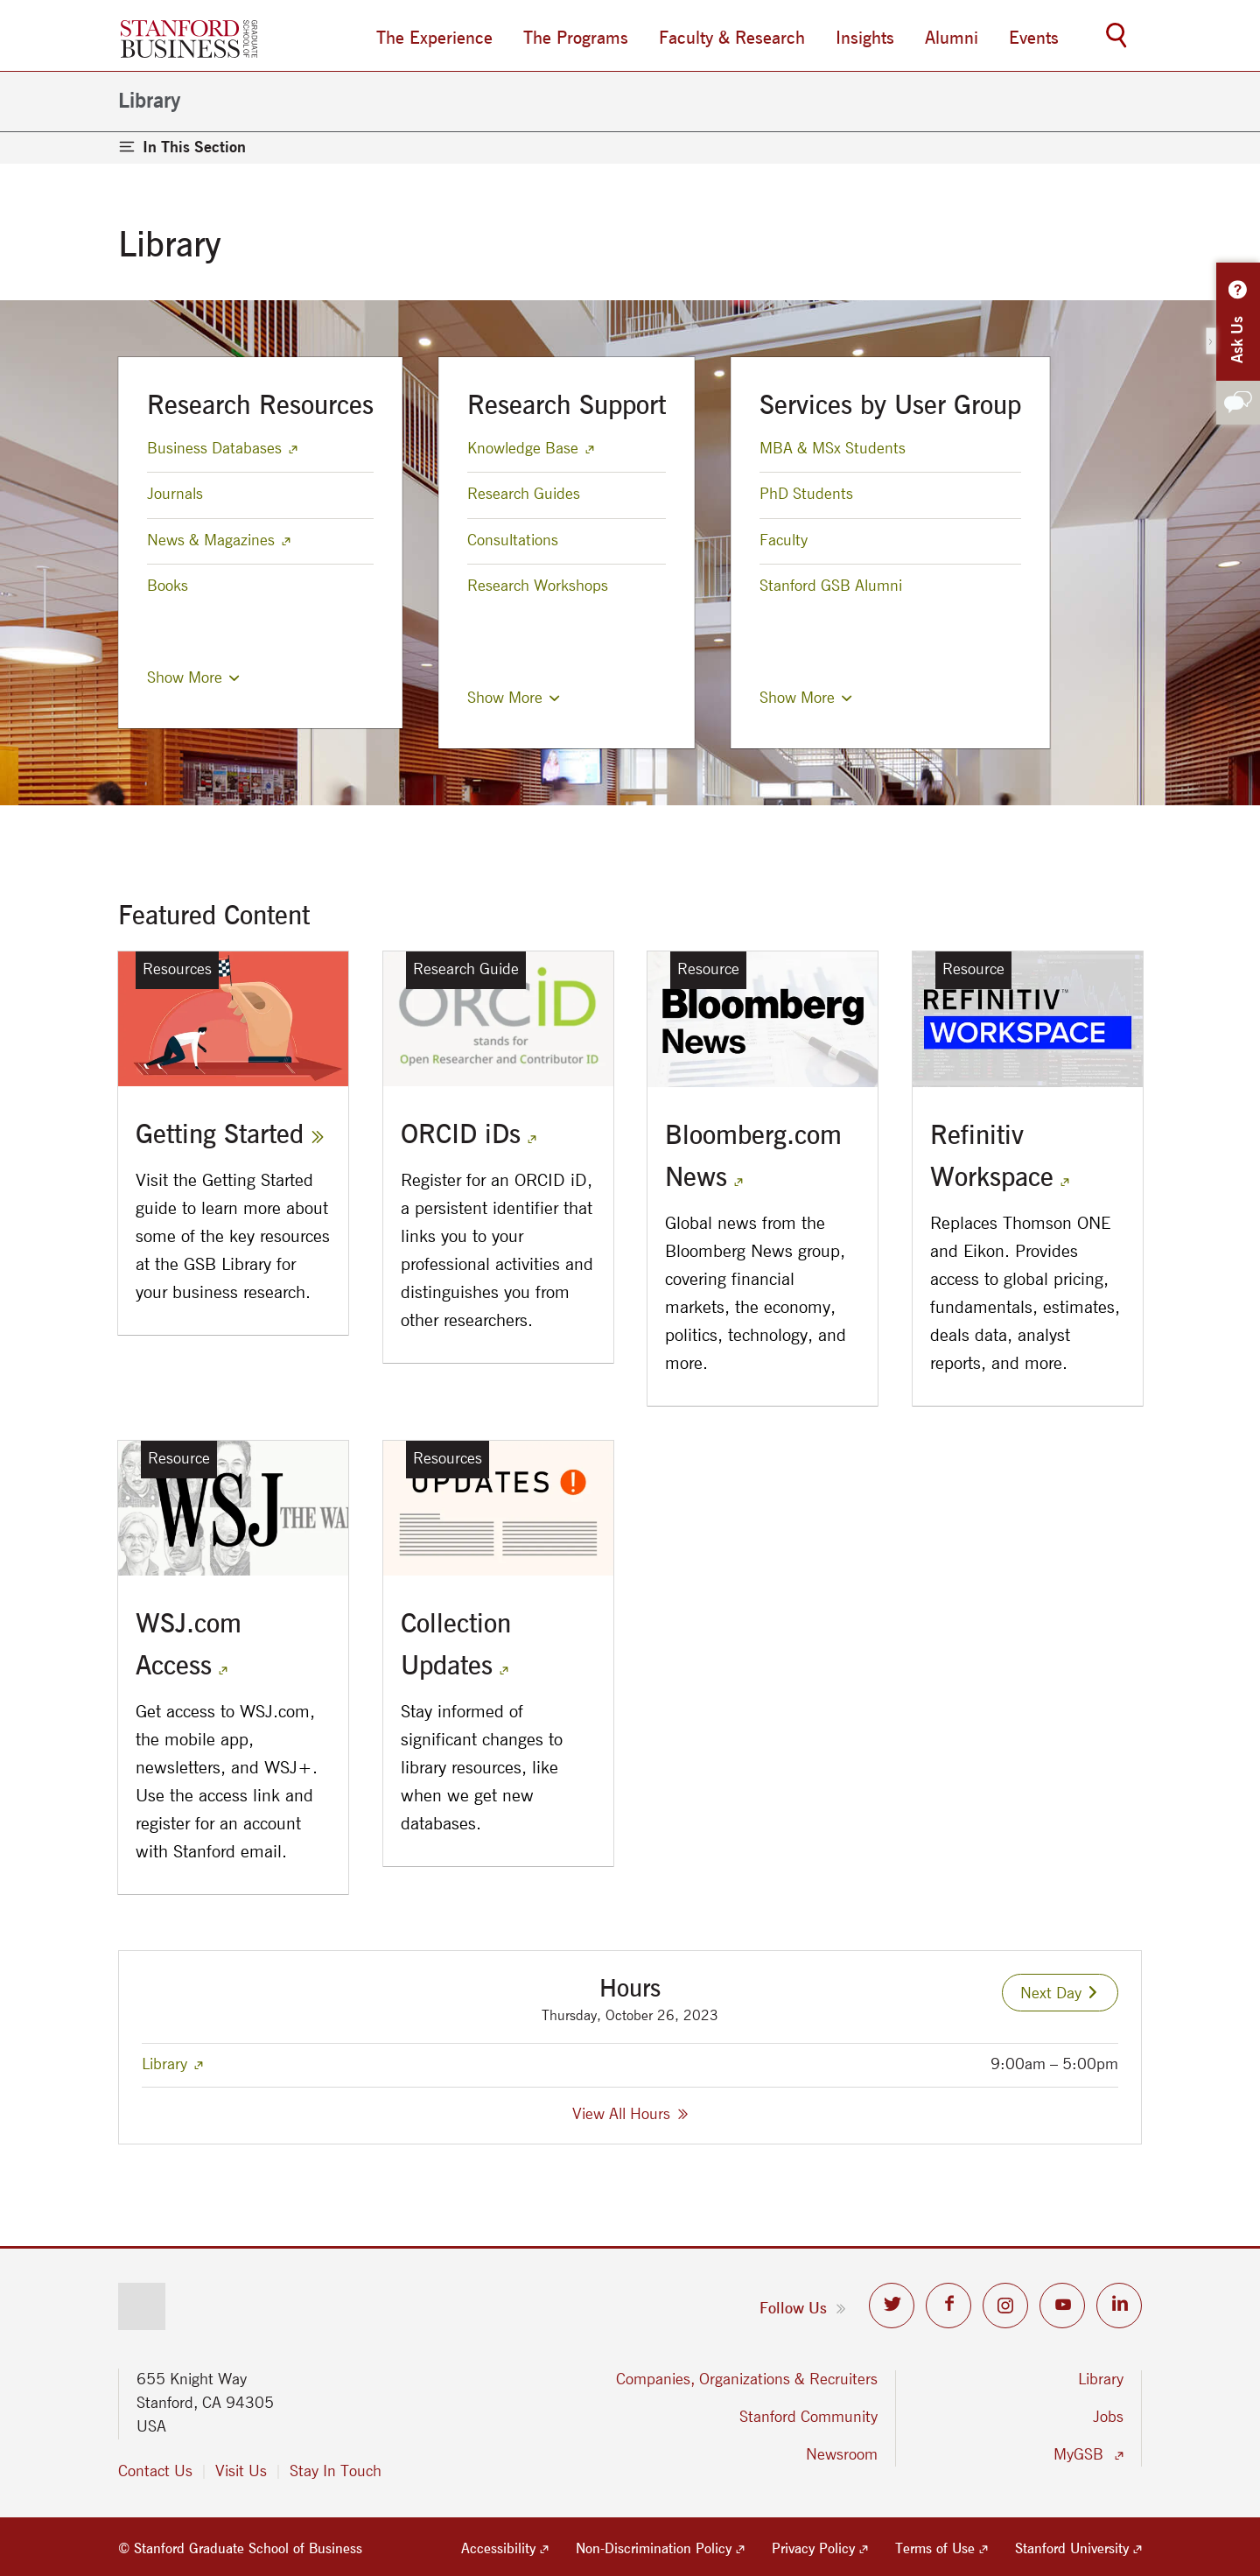 STANFORD
BUSINESS
GRADUATE
SCHOOL OF
The Experience
The Programs
Faculty & Research
Insights
Alumni
Events
Library
In This Section
Library
Ask Us
Research Resources
Business Databases
Journals
News & Magazines
Books
Show More
Research Support
Knowledge Base
Research Guides
Consultations
Research Workshops
Show More
Services by User Group
MBA & MSx Students
PhD Students
Faculty
Stanford GSB Alumni
Show More
Featured Content
Resources
Getting Started
Visit the Getting Started
guide to learn more about
some of the key resources
at the GSB Library for
your business research.
Research Guide
ORCID
stands for
Open Researcher and Contributor ID
ORCID iDs
Register for an ORCID iD,
a persistent identifier that
links you to your
professional activities and
distinguishes you from
other researchers.
Resource
Bloomberg
News
Bloomberg.com
News
Global news from the
Bloomberg News group,
covering financial
markets, the economy,
politics, technology, and
more.
Resource
REFINITIV™
WORKSPACE
Refinitiv
Workspace
Replaces Thomson ONE
and Eikon. Provides
access to global pricing,
fundamentals, estimates,
deals data, analyst
reports, and more.
Resource
WSJ THE WAL
WSJ.com
Access
Get access to WSJ.com,
the mobile app,
newsletters, and WSJ+.
Use the access link and
register for an account
with Stanford email.
Resources
UPDATES
Collection
Updates
Stay informed of
significant changes to
library resources, like
when we get new
databases.
Hours
Thursday, October 26, 2023
Next Day
Library
9:00am – 5:00pm
View All Hours
Follow Us
655 Knight Way
Stanford, CA 94305
USA
Contact Us
Visit Us
Stay In Touch
Companies, Organizations & Recruiters
Stanford Community
Newsroom
Library
Jobs
MyGSB
© Stanford Graduate School of Business
Accessibility
Non-Discrimination Policy
Privacy Policy
Terms of Use
Stanford University